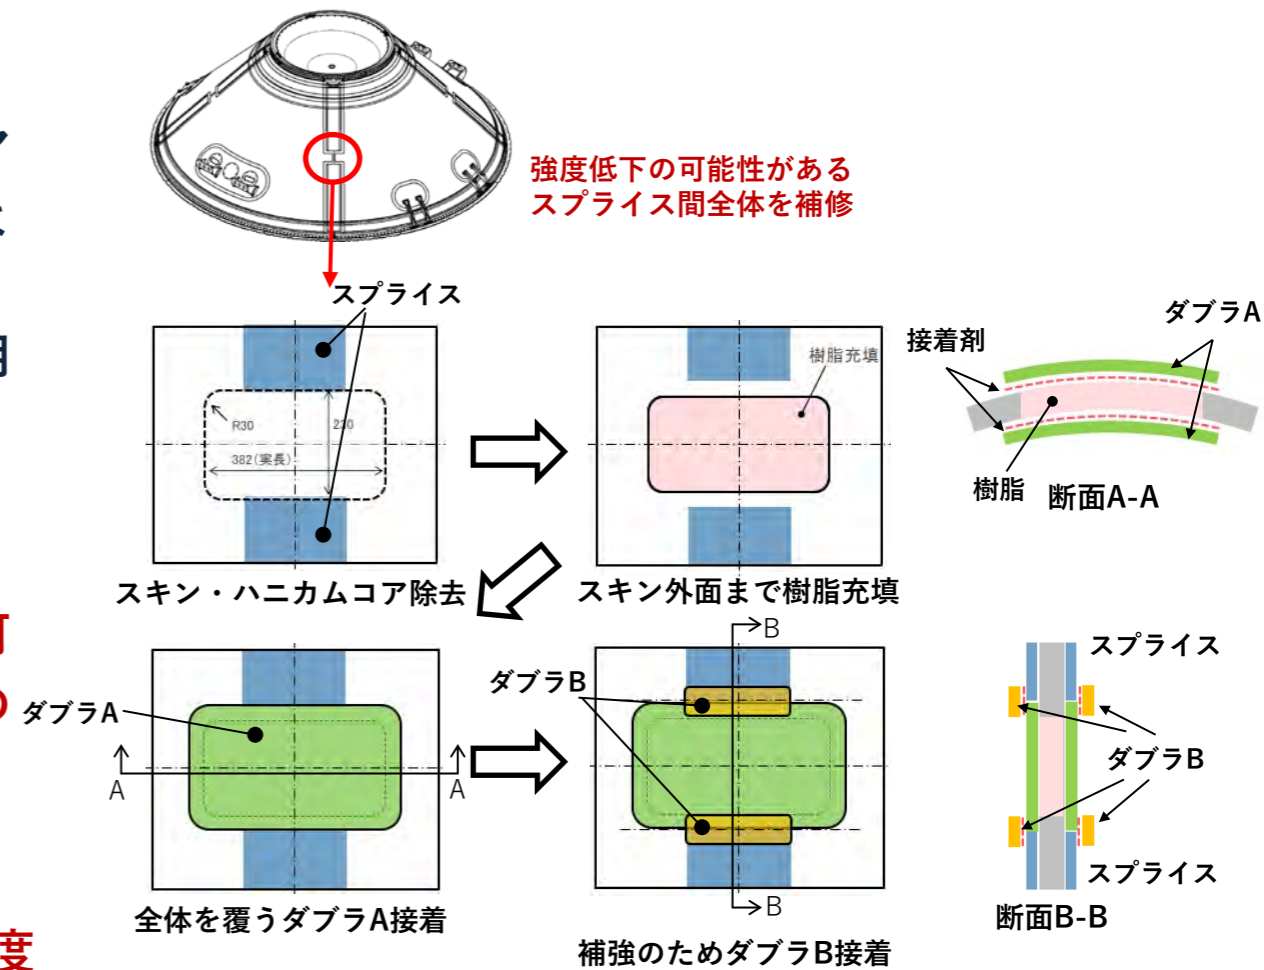 強度低下の可能性がある
スプライス間全体を補修
スプライス
R30
230
382(実長)
スキン・ハニカムコア除去
樹脂充填
スキン外面まで樹脂充填
ダブラA
接着剤
樹脂
断面A-A
ダブラA
A
A
全体を覆うダブラA接着
B
ダブラB
B
補強のためダブラB接着
スプライス
ダブラB
スプライス
断面B-B
度